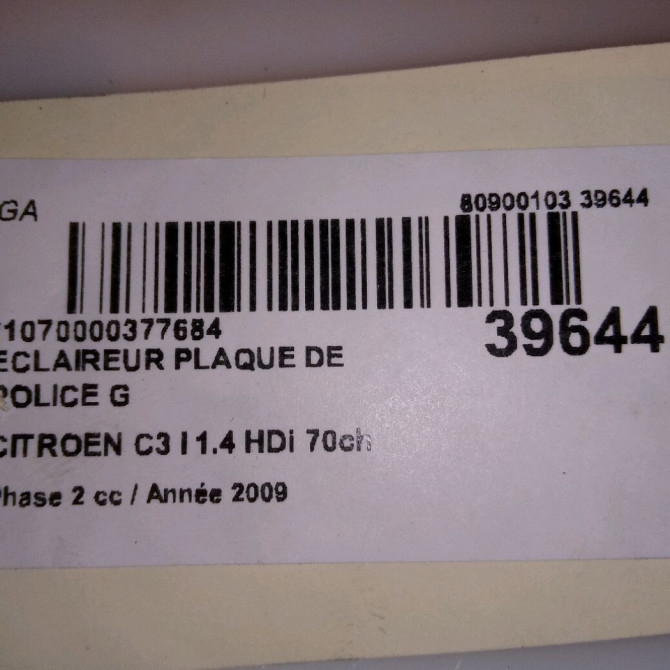 GA
80900103 39644
1070000377684
39644
ECLAIREUR PLAQUE DE
POLICE G
CITROEN C3 I 1.4 HDi 70ch
Phase 2 cc / Année 2009